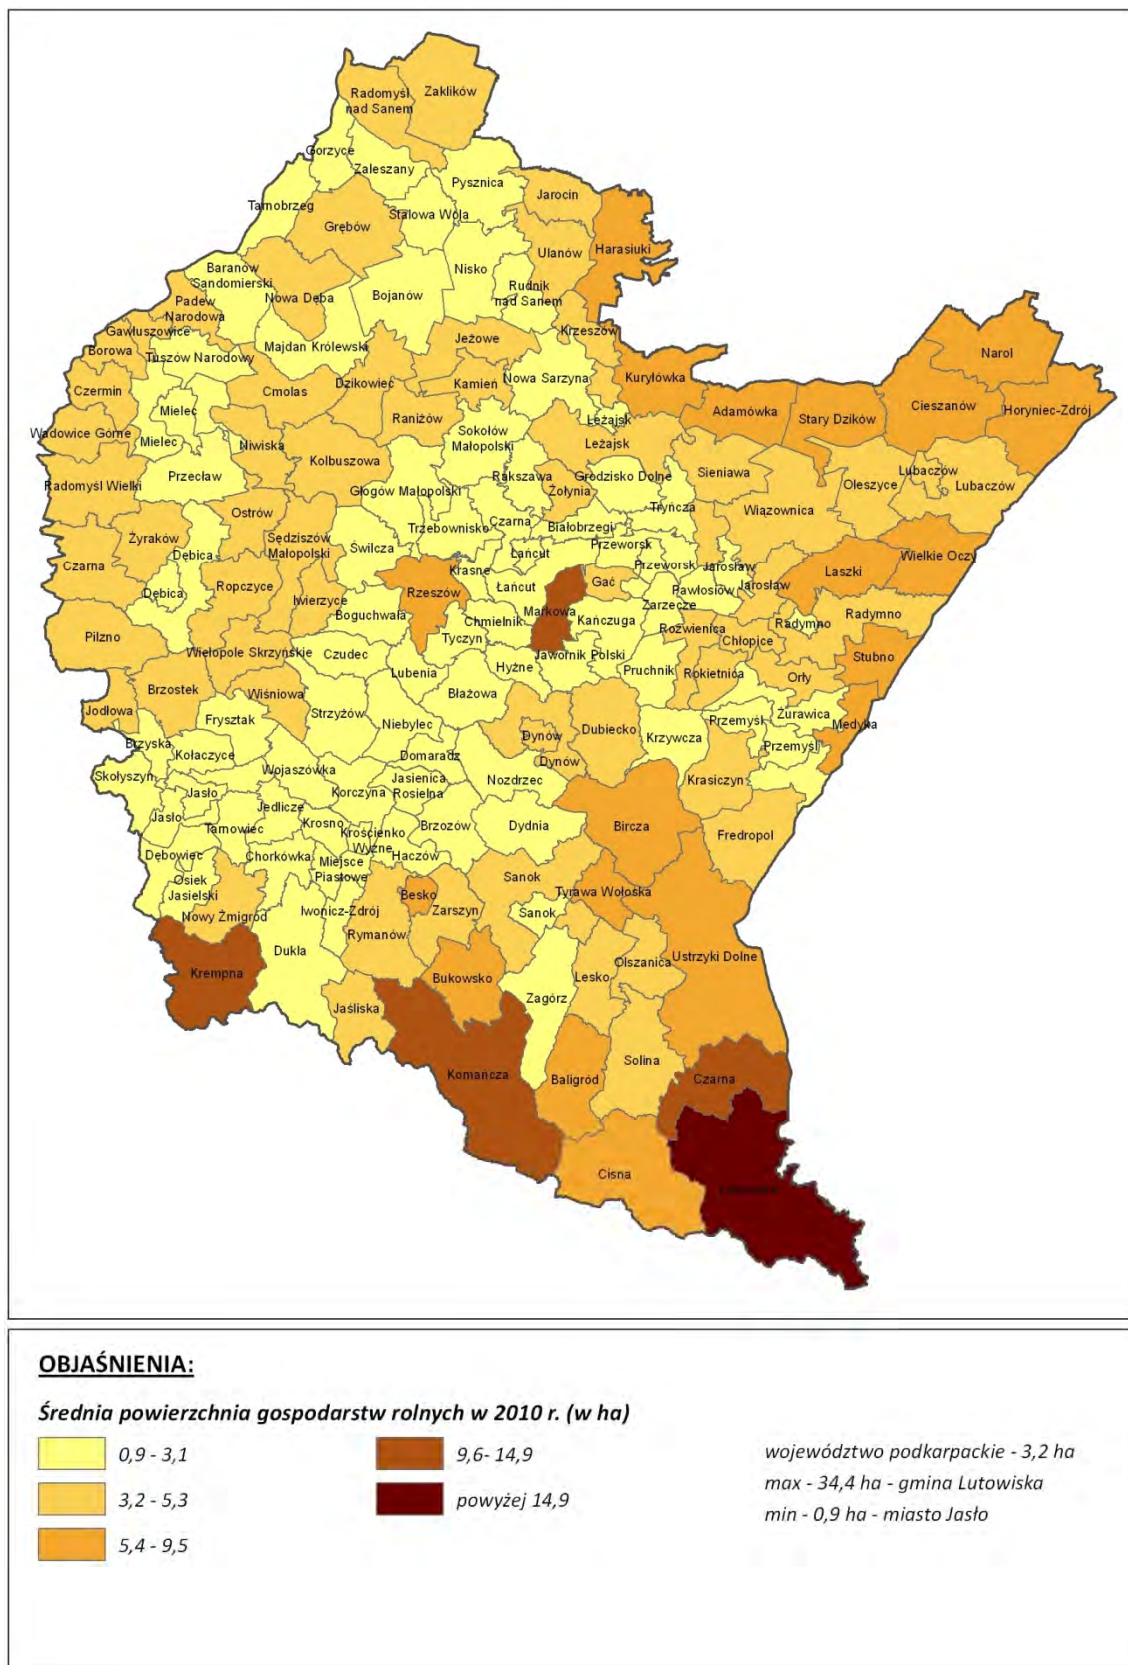 Radomyśl
nad Sanem
Zaklików
Gorzyce
Zaleszany
Pysznica
Tarnobrzeg
Stalowa Wola
Jarocin
Grębów
Ulanów
Harasiuki
Baranów
Sandomierski
Nisko
Rudnik
nad Sanem
Nowa Dęba
Bojanów
Padew
Narodowa
Gawłuszowice
Krzeszów
Borowa
Tuszów Narodowy
Majdan Królewski
Jeżowe
Narol
Czermin
Cmolas
Dzikowiec
Kamień
Nowa Sarzyna
Kuryłówka
Cieszanów
Mielec
Raniżów
Leżajsk
Adamówka
Stary Dzików
Horyniec-Zdrój
Wadowice Górne
Mielec
Niwiska
Sokołów
Małopolski
Leżajsk
Kolbuszowa
Przecław
Radomyśl Wielki
Głogów Małopolski
Rakszawa
Żołynia
Grodzisko Dolne
Sieniawa
Oleszyce
Lubaczów
Lubaczów
Ostrów
Tryńcza
Wiązownica
Trzebownisko
Czarna
Białobrzegi
Żyraków
Sędziszów
Małopolski
Dębica
Świlcza
Łańcut
Przeworsk
Przeworsk
Jarosław
Wielkie Oczy
Czarna
Krasne
Laszki
Dębica
Ropczyce
Iwierzyce
Rzeszów
Łańcut
Gać
Pawłosiów
Jarosław
Boguchwała
Markowa
Zarzecze
Chmielnik
Kańczuga
Radymno
Radymno
Pilzno
Tyczyn
Roźwienica
Chłopice
Wielopole Skrzyńskie
Czudec
Jawornik Polski
Stubno
Lubenia
Hyżne
Pruchnik
Rokietnica
Orły
Brzostek
Wiśniowa
Błażowa
Jodłowa
Frysztak
Strzyżów
Niebylec
Dubiecko
Przemyśl
Żurawica
Medyka
Dynów
Krzywcza
Brzyska
Kołaczyce
Domaradz
Dynów
Przemyśl
Skołyszyn
Wojaszówka
Jasienica
Rosielna
Nozdrzec
Krasiczyn
Jasło
Korczyna
Jedlicze
Jasło
Tarnowiec
Krosno
Krościenko
Wyżne
Brzozów
Dydnia
Bircza
Fredropol
Dębowiec
Chorkówka
Miejsce
Piastowe
Haczów
Osiek
Jasielski
Sanok
Besko
Tyrawa Wołoska
Nowy Żmigród
Iwonicz-Zdrój
Zarszyn
Sanok
Rymanów
Dukla
Ustrzyki Dolne
Krempna
Olszanica
Bukowsko
Lesko
Zagórz
Jaśliska
Solina
Komańcza
Baligród
Czarna
Cisna
OBJAŚNIENIA:
Średnia powierzchnia gospodarstw rolnych w 2010 r. (w ha)
0,9 - 3,1
3,2 - 5,3
5,4 - 9,5
9,6- 14,9
powyżej 14,9
województwo podkarpackie - 3,2 ha
max - 34,4 ha - gmina Lutowiska
min - 0,9 ha - miasto Jasło